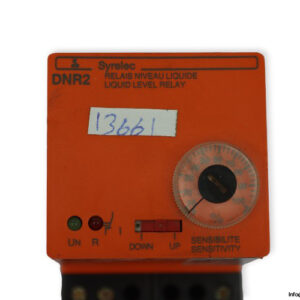 Syrelec
DNR2
RELAIS NIVEAU LIQUIDE
LIQUID LEVEL RELAY
13661
UN R
DOWN UP
SENSIBILITE
SENSITIVITY